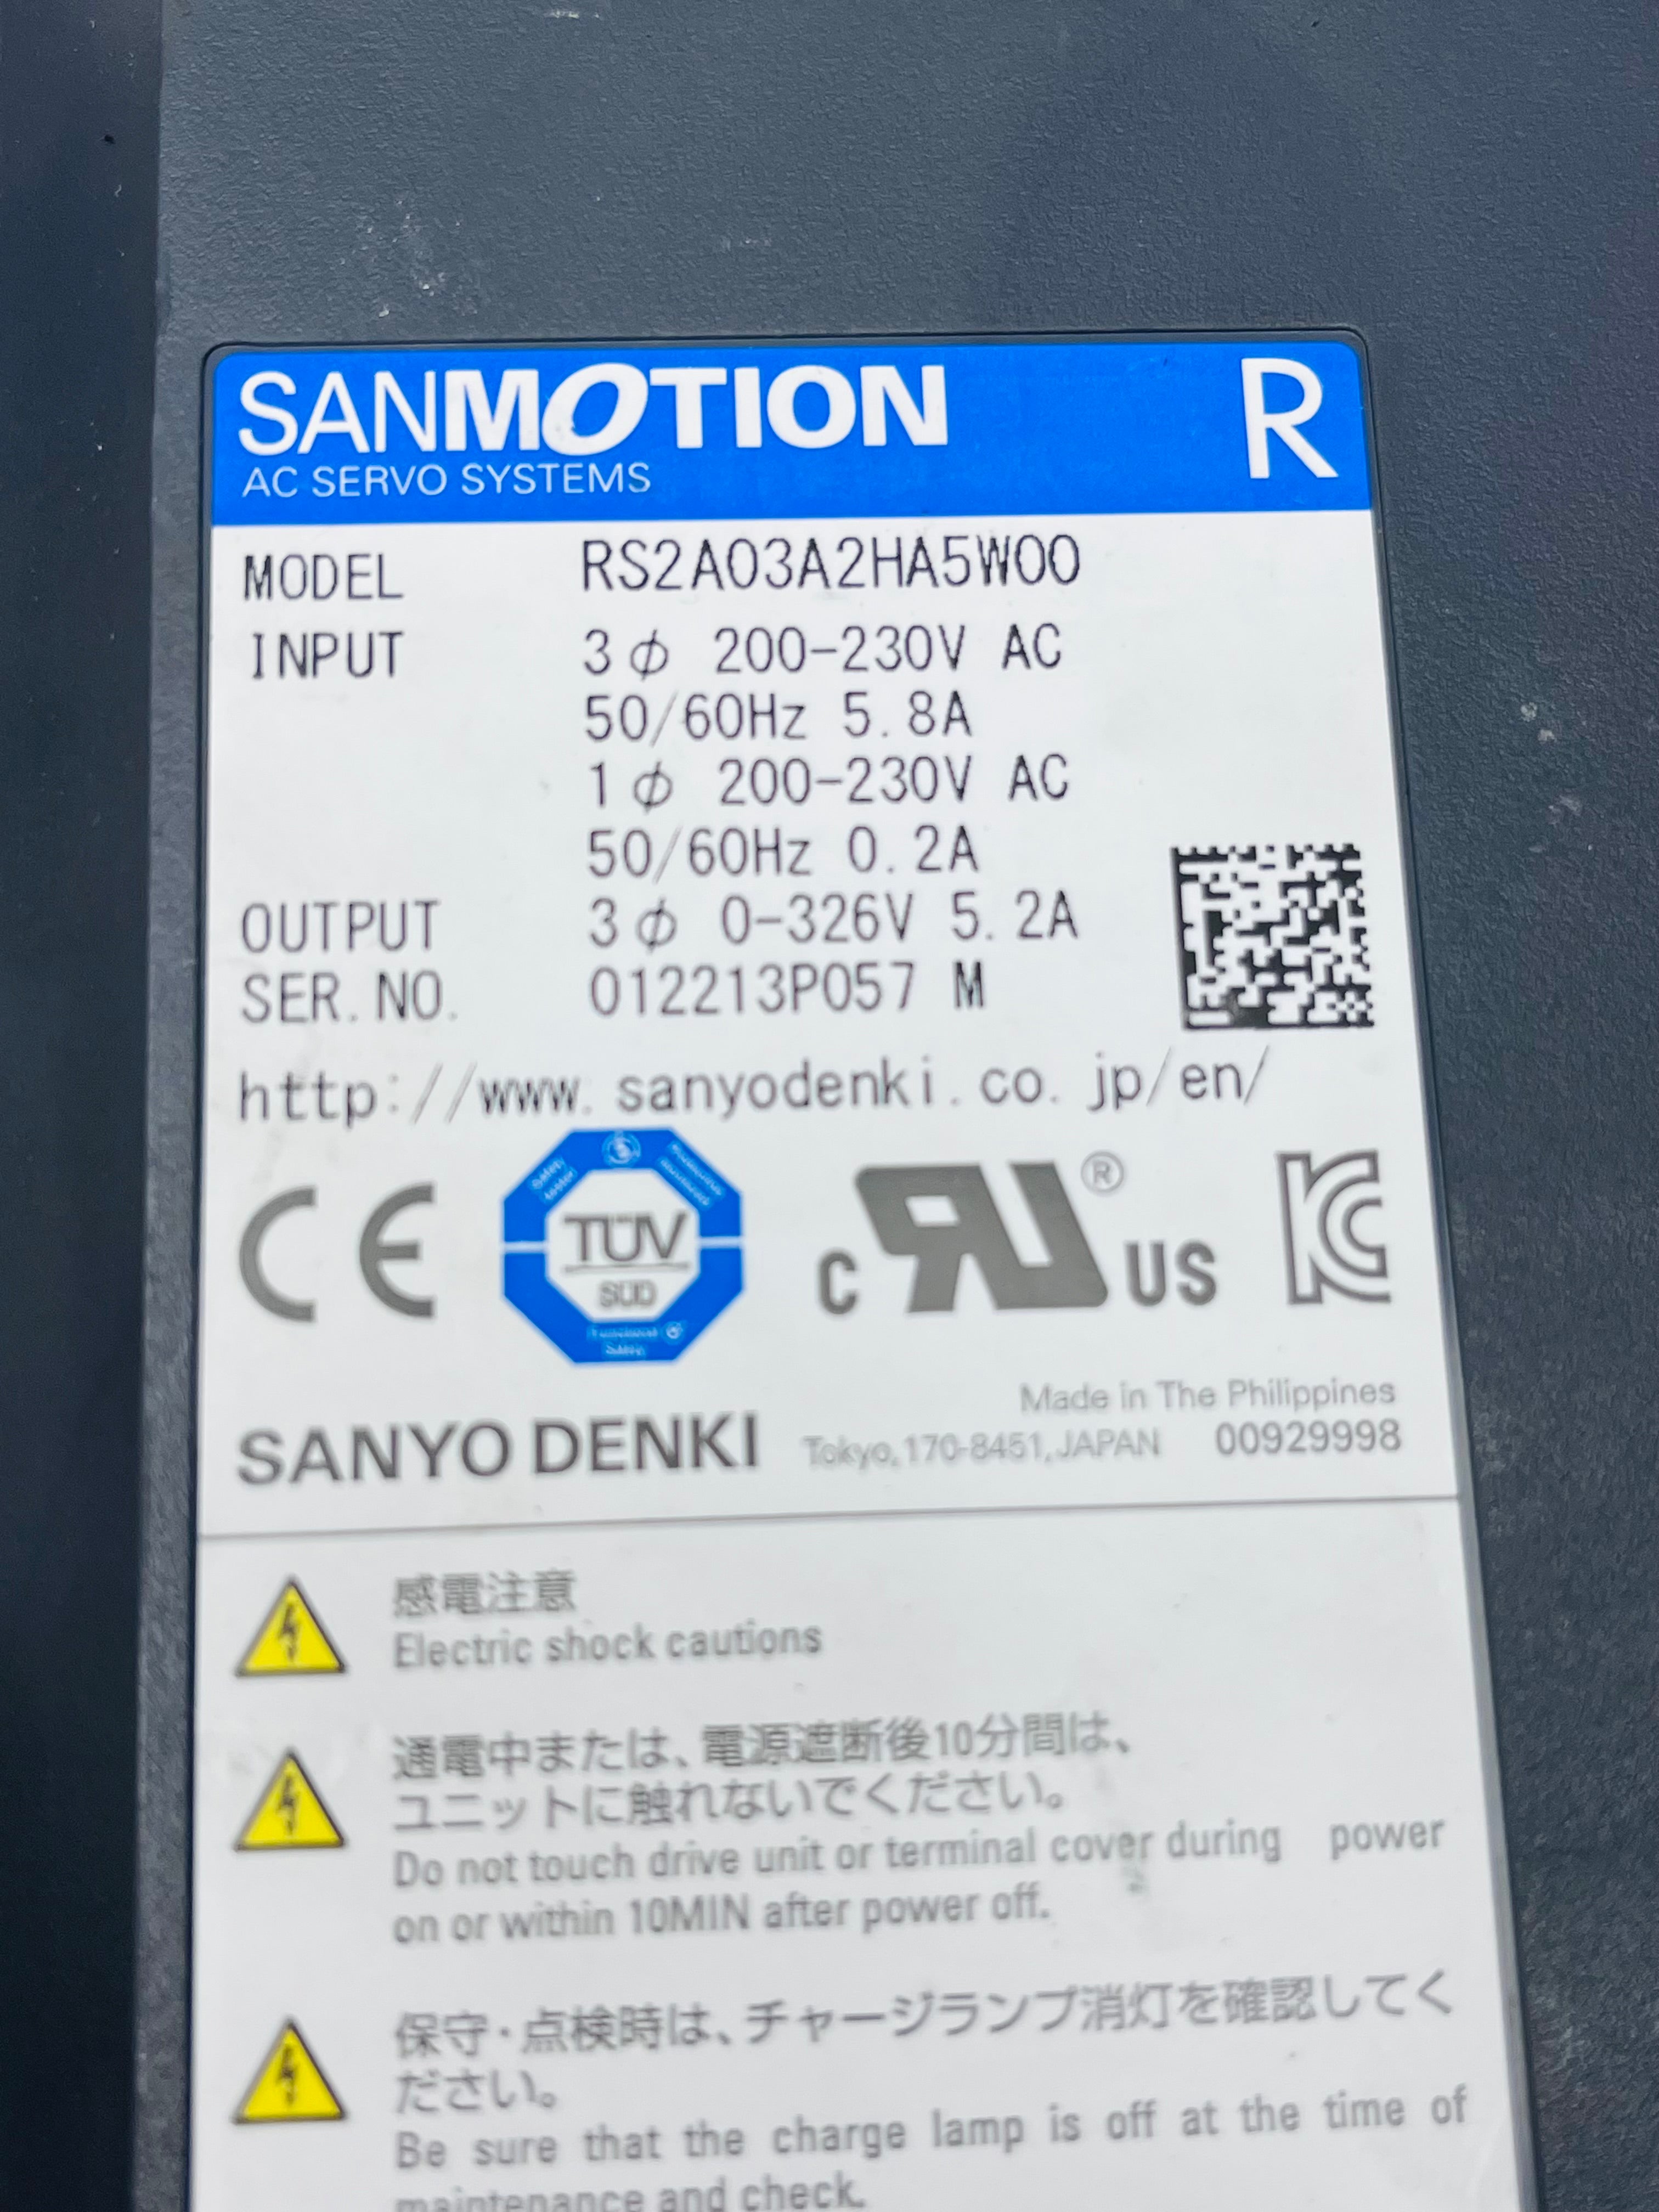 SANMOTION R
AC SERVO SYSTEMS
MODEL RS2A03A2HA5W00
INPUT 3φ 200-230V AC
50/60Hz 5.8A
1φ 200-230V AC
50/60Hz 0.2A
OUTPUT 3φ 0-326V 5.2A
SER.NO. 012213P057 M
http://www.sanyodenki.co.jp/en/
CE
TÜV
SÜD
c RU ® US KC
Made in The Philippines
SANYO DENKI Tokyo,170-8451,JAPAN 00929998
感電注意
Electric shock cautions
通電中または、電源遮断後10分間は、
ユニットに触れないでください。
Do not touch drive unit or terminal cover during power
on or within 10MIN after power off.
保守・点検時は、チャージランプ消灯を確認してく
ださい。
Be sure that the charge lamp is off at the time of
maintenance and check.